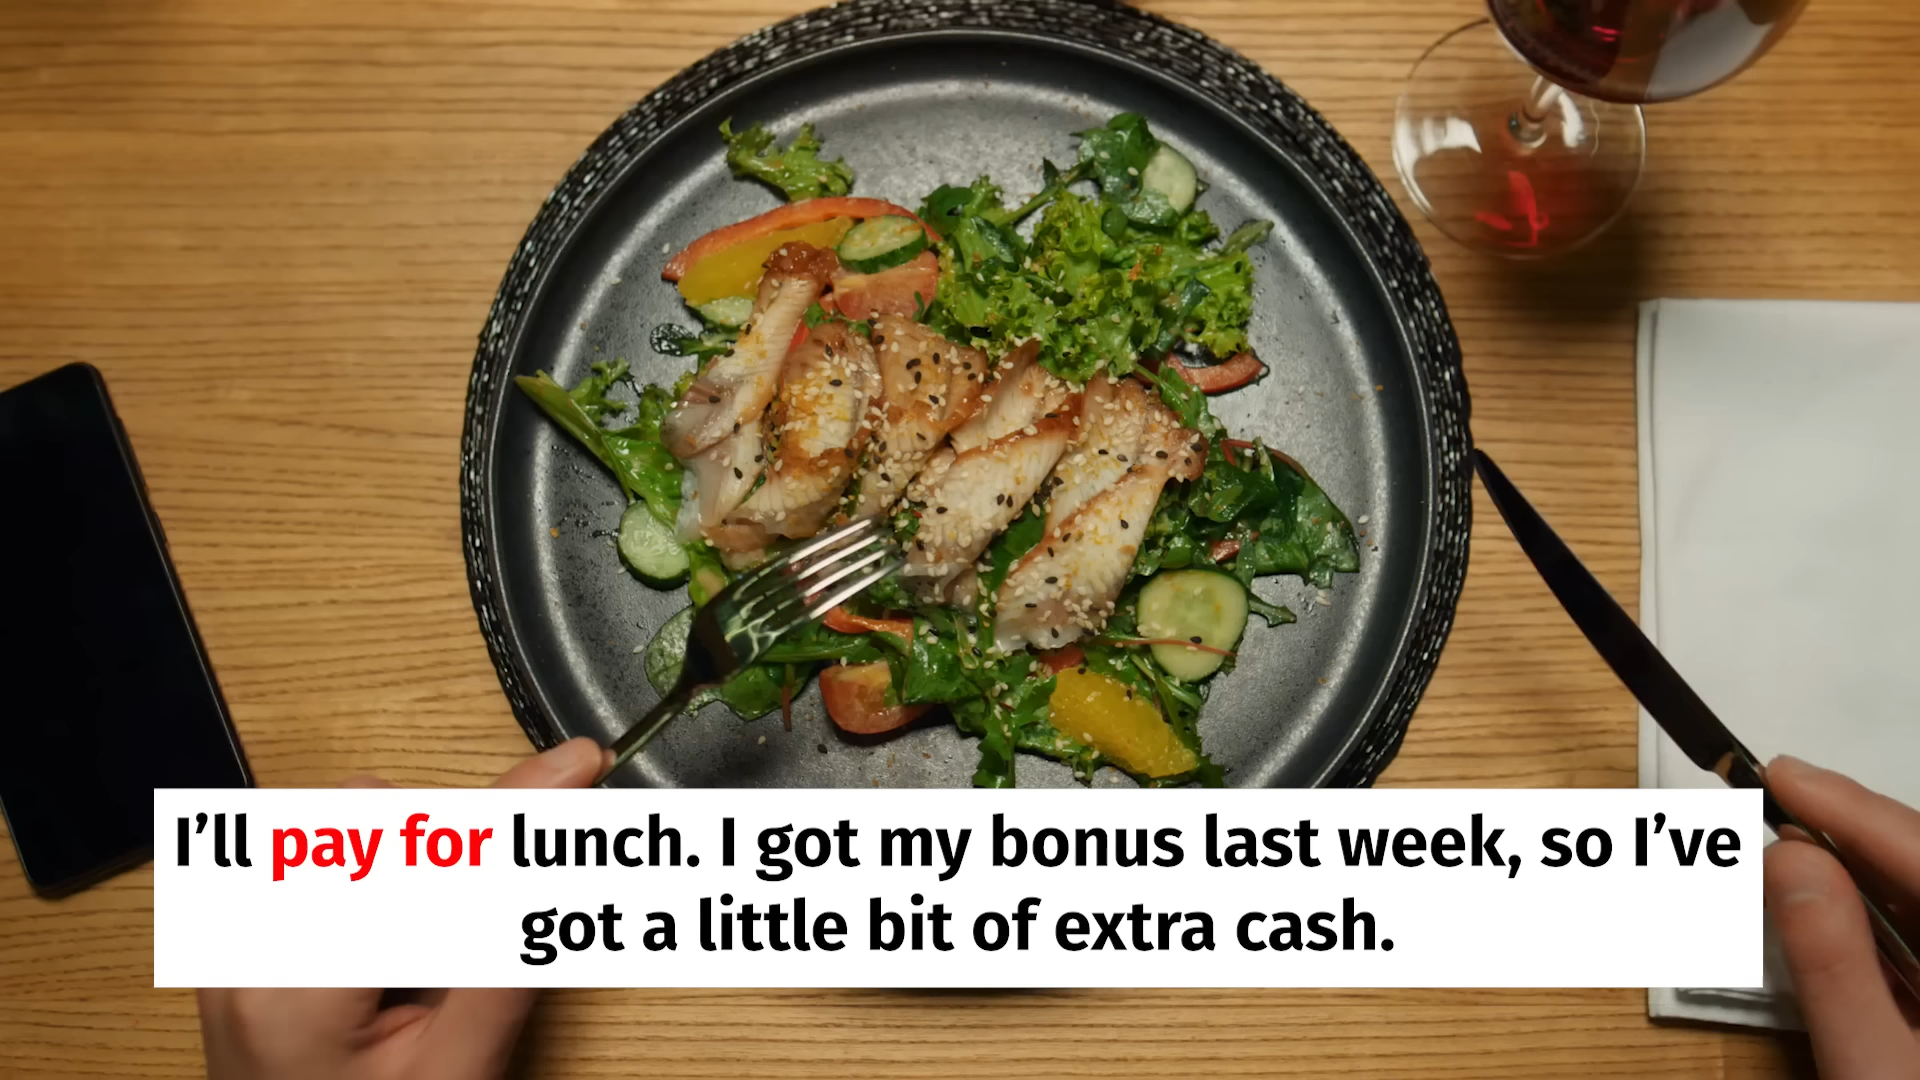 I’ll pay for lunch. I got my bonus last week, so I’ve
got a little bit of extra cash.